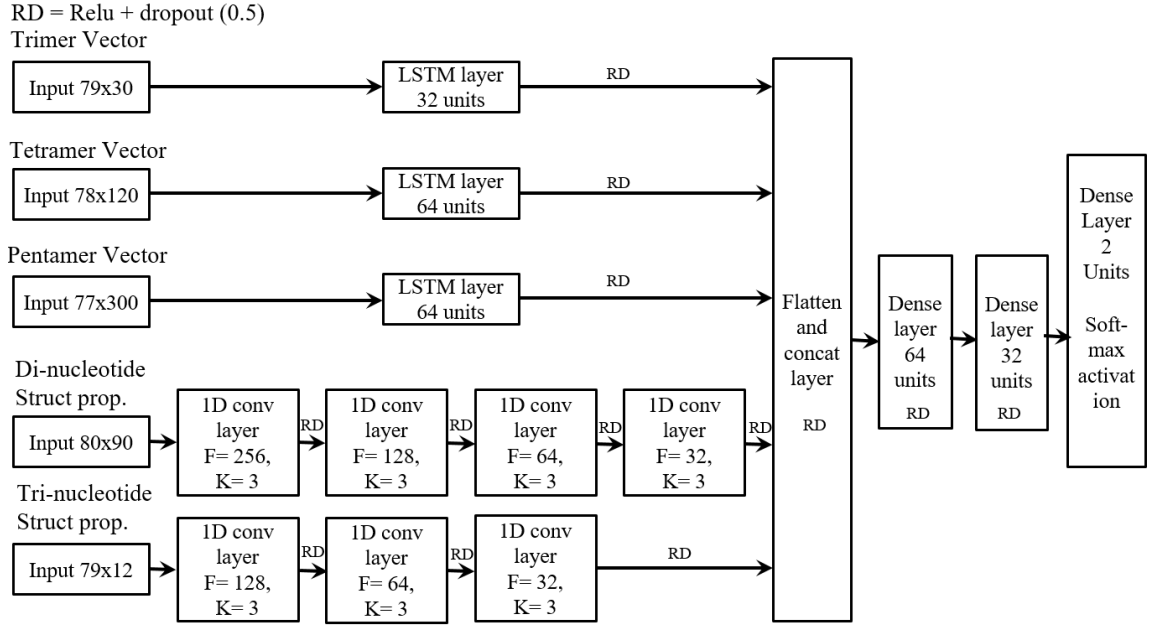 RD = Relu + dropout (0.5)
Trimer Vector
Input 79x30
LSTM layer
32 units
RD
Tetramer Vector
Input 78x120
LSTM layer
64 units
RD
Pentamer Vector
Input 77x300
LSTM layer
64 units
RD
Di-nucleotide
Struct prop.
Input 80x90
1D conv
layer
F= 256,
K= 3
RD
1D conv
layer
F= 128,
K= 3
RD
1D conv
layer
F= 64,
K= 3
RD
1D conv
layer
F= 32,
K= 3
RD
Tri-nucleotide
Struct prop.
Input 79x12
1D conv
layer
F= 128,
K= 3
RD
1D conv
layer
F= 64,
K= 3
RD
1D conv
layer
F= 32,
K= 3
RD
Flatten
and
concat
layer
RD
Dense
layer
64
units
RD
Dense
layer
32
units
RD
Dense
Layer
2
Units
Soft-
max
activat
ion